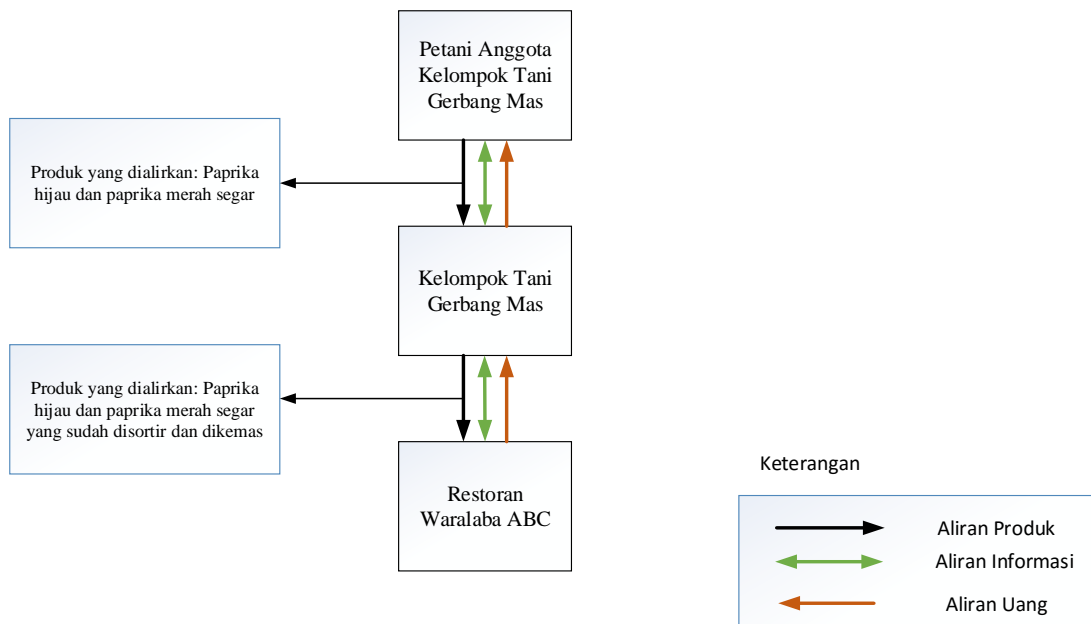 Petani Anggota
Kelompok Tani
Gerbang Mas
Produk yang dialirkan: Paprika
hijau dan paprika merah segar
Kelompok Tani
Gerbang Mas
Produk yang dialirkan: Paprika
hijau dan paprika merah segar
yang sudah disortir dan dikemas
Restoran
Waralaba ABC
Keterangan
Aliran Produk
Aliran Informasi
Aliran Uang